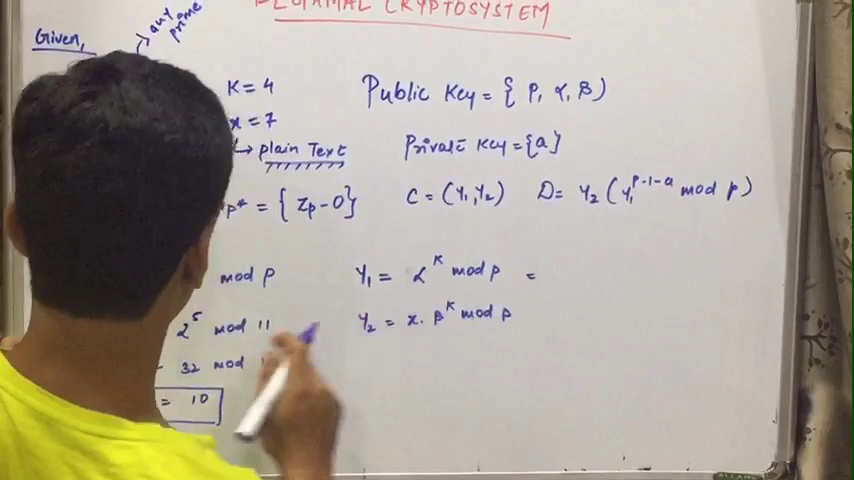 ELGAMAL CRYPTOSYSTEM
Given,
any prime
K = 4
x = 7
plain Text
p* = { Zp - 0}
mod p
2^5 mod 11
32 mod
= 10
Public Key = { P, α, β )
Private Key = {a}
C = (Y₁, Y₂) D = Y₂ ( Y₁^P-1-a mod p )
Y₁ = α^K mod p =
Y₂ = x. β^K mod p